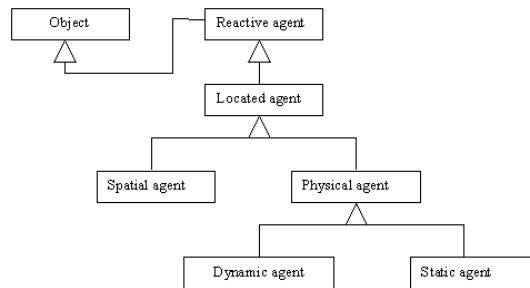 Object
Reactive agent
Located agent
Spatial agent
Physical agent
Dynamic agent
Static agent